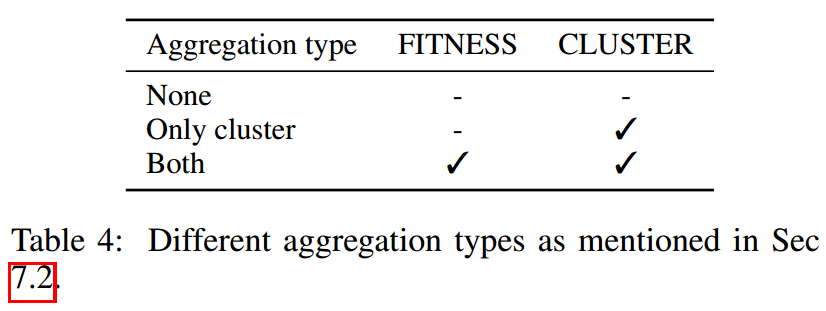 Aggregation type FITNESS CLUSTER
None - -
Only cluster - ✓
Both ✓ ✓
Table 4: Different aggregation types as mentioned in Sec
7.2.